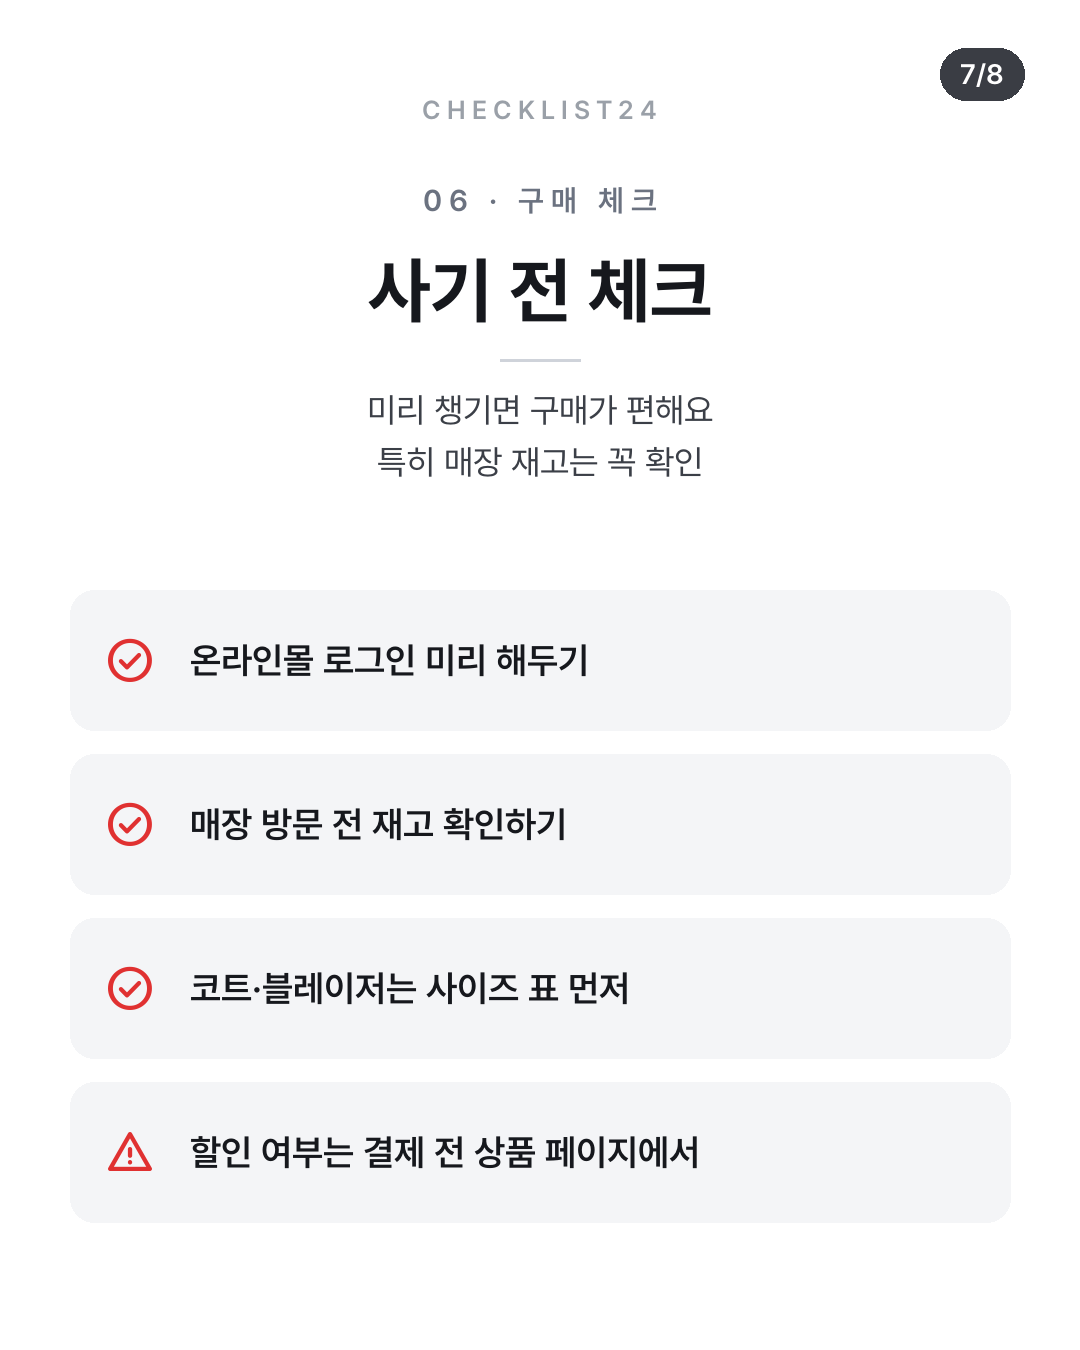 7/8
CHECKLIST24
06 · 구매 체크
사기 전 체크
미리 챙기면 구매가 편해요
특히 매장 재고는 꼭 확인
온라인몰 로그인 미리 해두기
매장 방문 전 재고 확인하기
코트·블레이저는 사이즈 표 먼저
할인 여부는 결제 전 상품 페이지에서